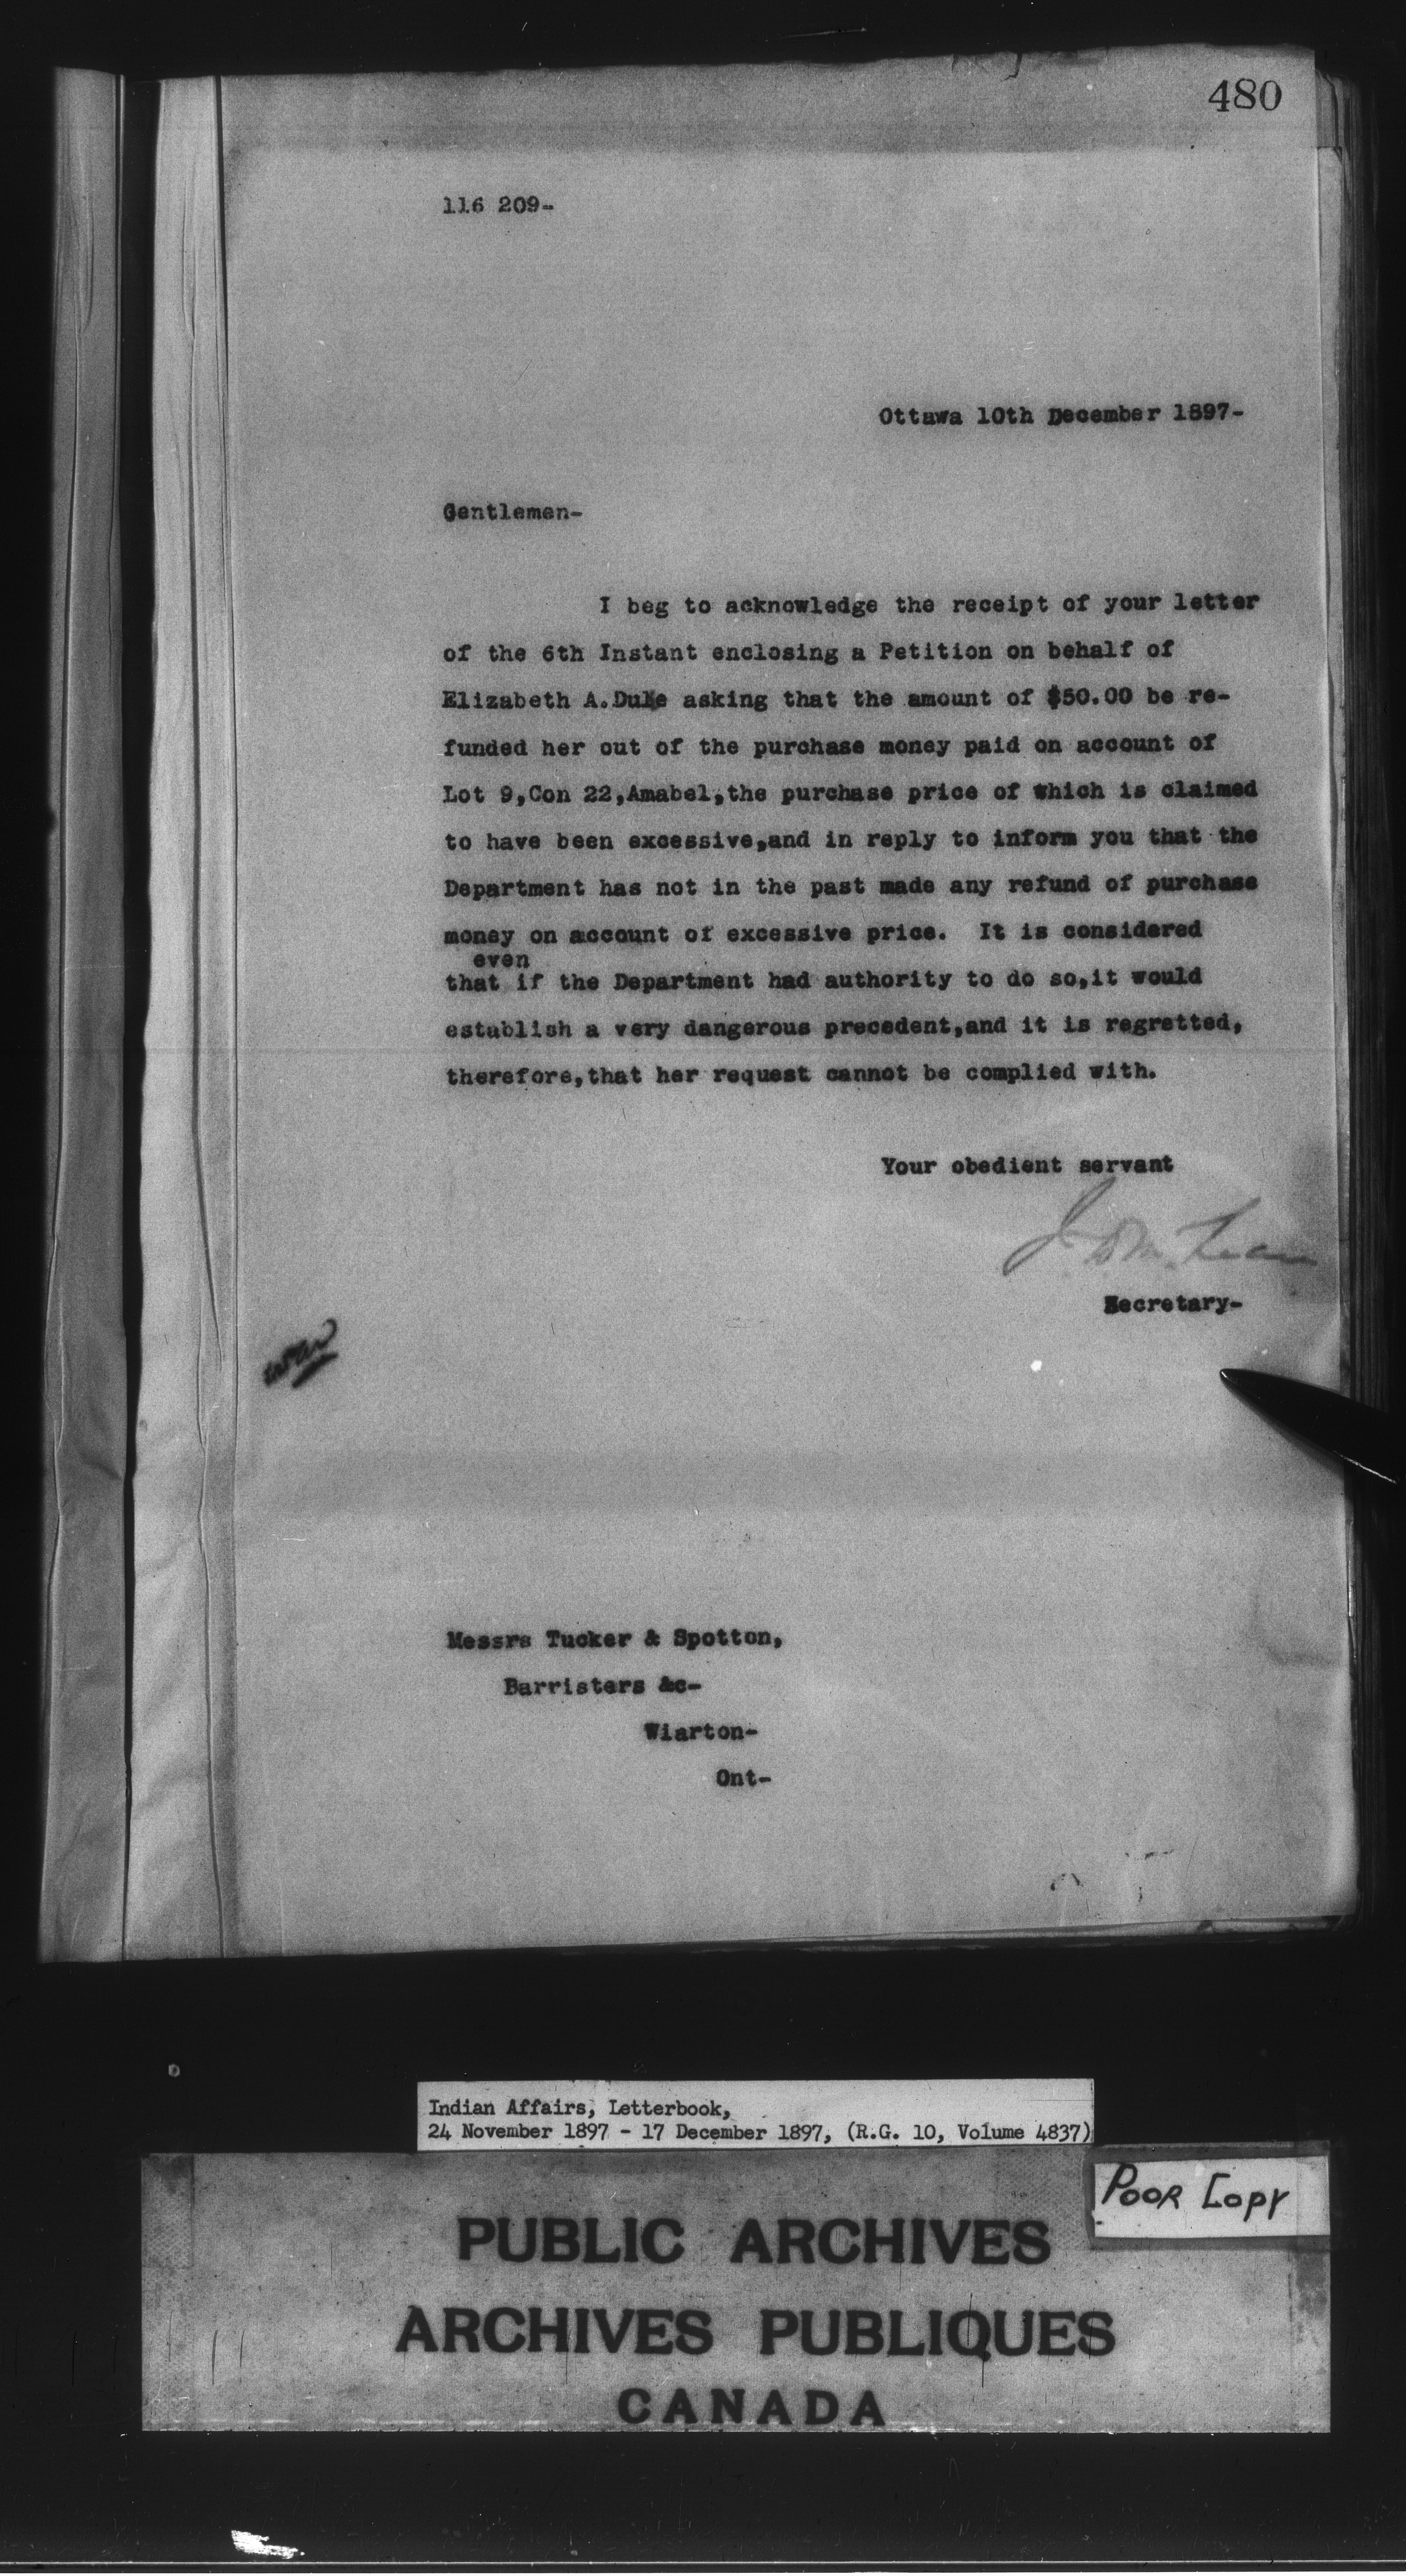 480
116 209-
Ottawa 10th December 1897-
Gentlemen-
I beg to acknowledge the receipt of your letter
of the 6th Instant enclosing a Petition on behalf of
Elizabeth A.Duke asking that the amount of $50.00 be re-
funded her out of the purchase money paid on account of
Lot 9,Con 22,Amabel,the purchase price of which is claimed
to have been excessive,and in reply to inform you that the
Department has not in the past made any refund of purchase
money on account of excessive price. It is considered
even
that if the Department had authority to do so,it would
establish a very dangerous precedent,and it is regretted,
therefore,that her request cannot be complied with.
Your obedient servant
J. D. McLean
Secretary-
Messrs Tucker & Spotton,
Barristers &c-
Wiarton-
Ont-
Indian Affairs, Letterbook,
24 November 1897 - 17 December 1897, (R.G. 10, Volume 4837)
POOR COPY
PUBLIC ARCHIVES
ARCHIVES PUBLIQUES
CANADA